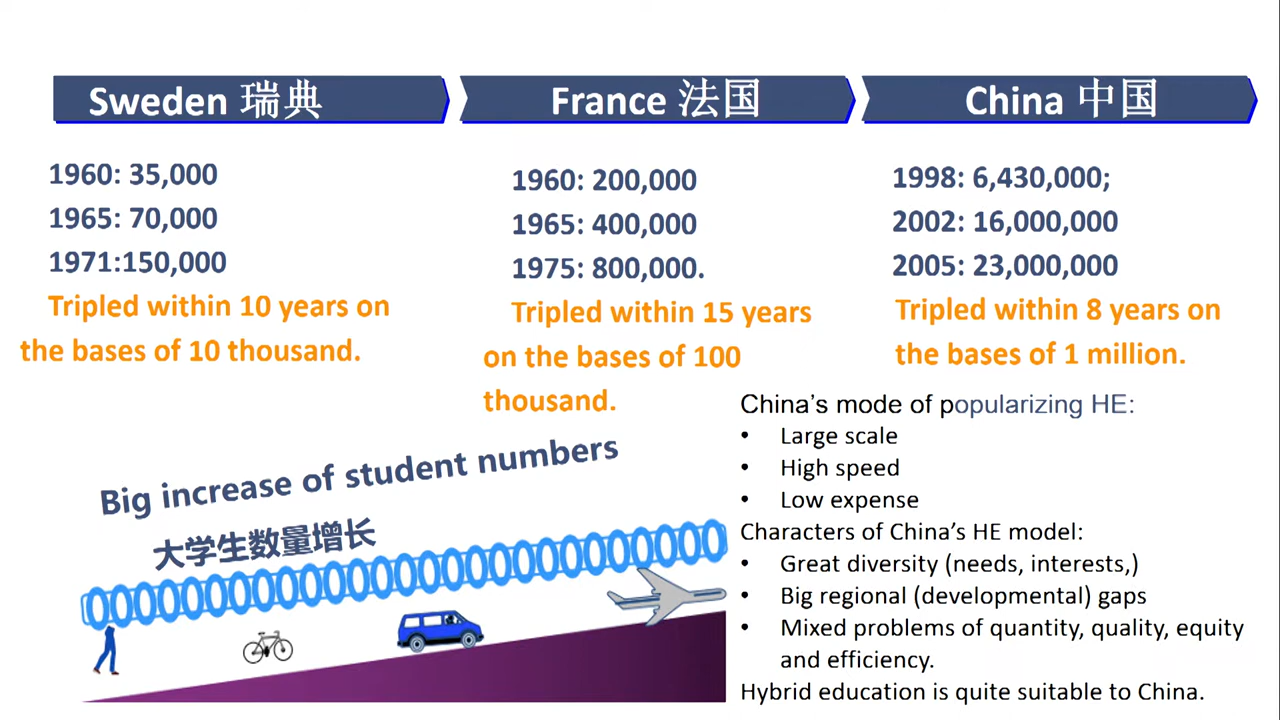 Sweden 瑞典
1960: 35,000
1965: 70,000
1971:150,000
Tripled within 10 years on
the bases of 10 thousand.
France 法国
1960: 200,000
1965: 400,000
1975: 800,000.
Tripled within 15 years
on the bases of 100
thousand.
China 中国
1998: 6,430,000;
2002: 16,000,000
2005: 23,000,000
Tripled within 8 years on
the bases of 1 million.
Big increase of student numbers
大学生数量增长
China’s mode of popularizing HE:
• Large scale
• High speed
• Low expense
Characters of China’s HE model:
• Great diversity (needs, interests,)
• Big regional (developmental) gaps
• Mixed problems of quantity, quality, equity
and efficiency.
Hybrid education is quite suitable to China.